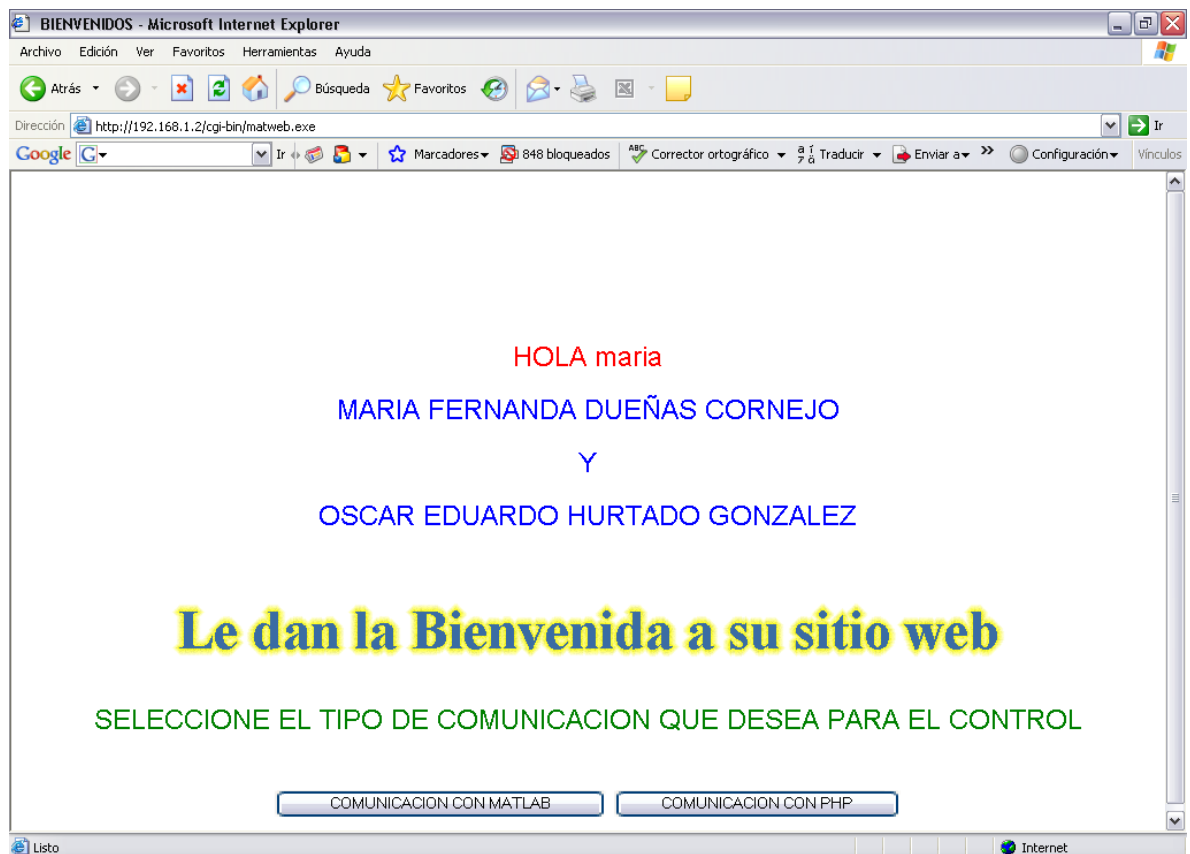 BIENVENIDOS - Microsoft Internet Explorer
Archivo Edición Ver Favoritos Herramientas Ayuda
Atrás Búsqueda Favoritos
Dirección http://192.168.1.2/cgi-bin/matweb.exe Ir
Google G Ir Marcadores 848 bloqueados ABC Corrector ortográfico Traducir Enviar a >> Configuración Vínculos
HOLA maria
MARIA FERNANDA DUEÑAS CORNEJO
Y
OSCAR EDUARDO HURTADO GONZALEZ
Le dan la Bienvenida a su sitio web
SELECCIONE EL TIPO DE COMUNICACION QUE DESEA PARA EL CONTROL
COMUNICACION CON MATLAB COMUNICACION CON PHP
Listo Internet